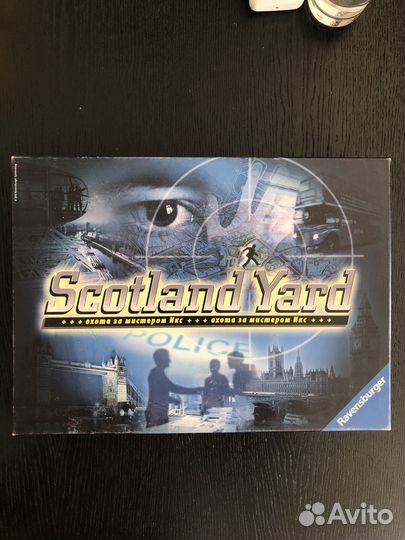 Scotland Yard
+ + + охота за мистером Икс + + + охота за мистером Икс + + +
POLICE
Ravensburger
Avito